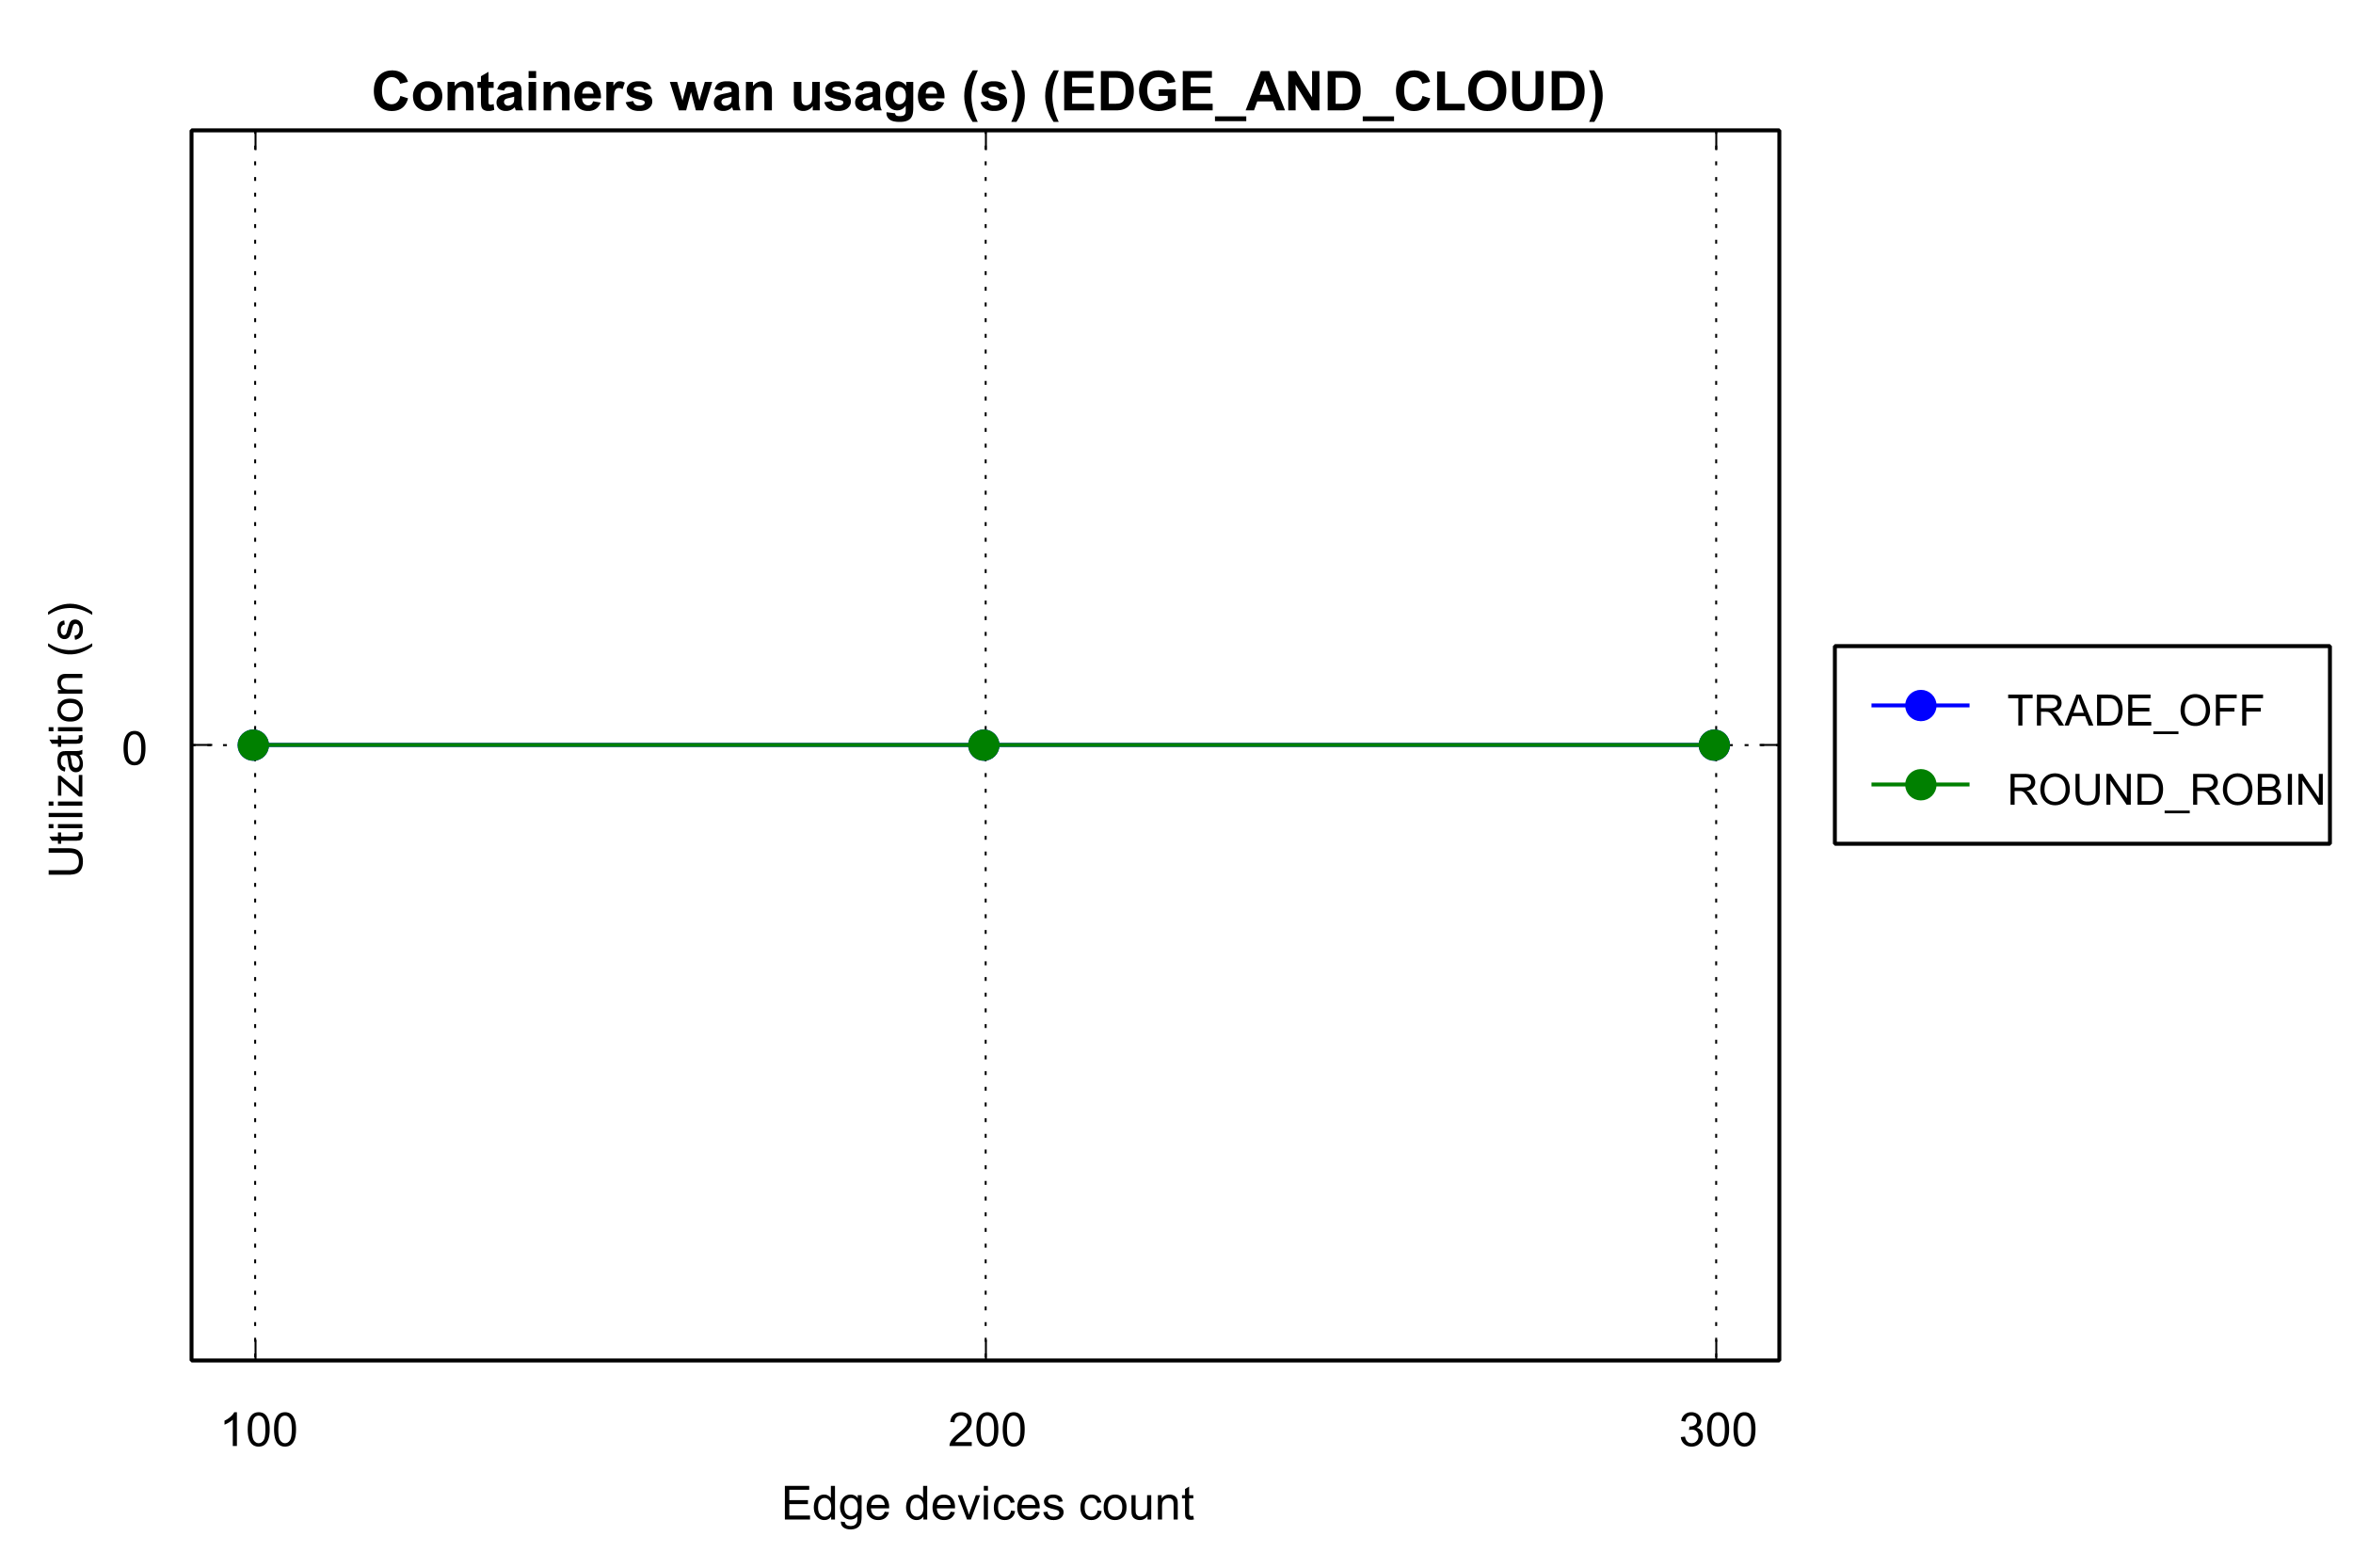 Containers wan usage (s) (EDGE_AND_CLOUD)
Utilization (s)
0
100
200
300
Edge devices count
TRADE_OFF
ROUND_ROBIN